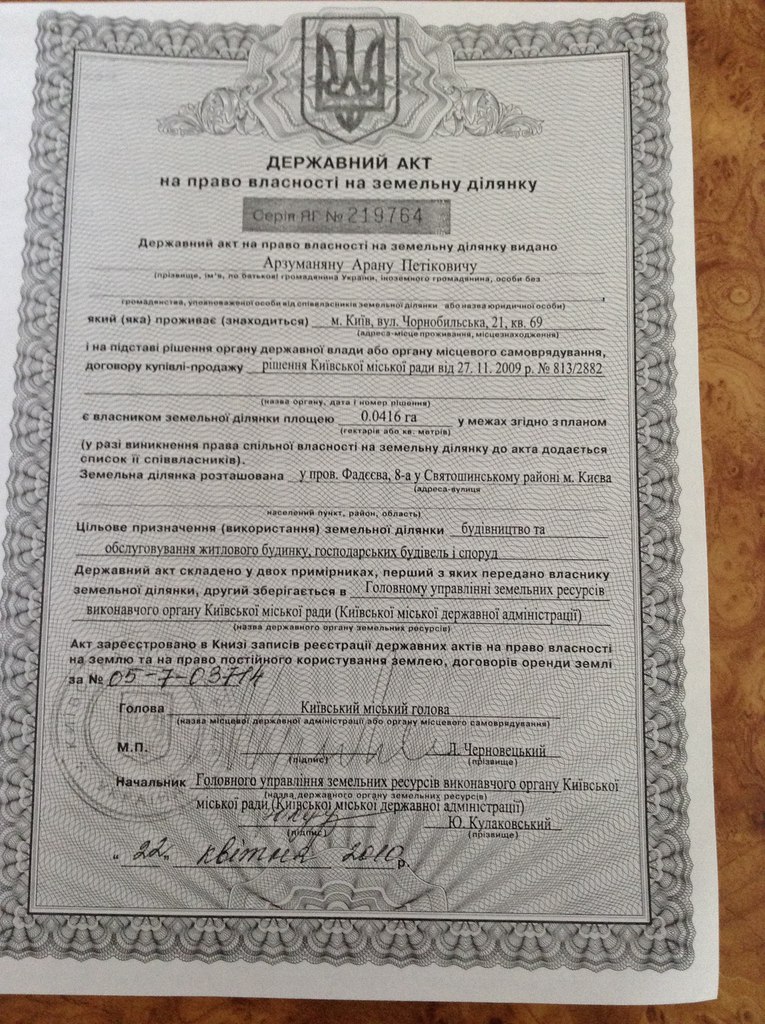 ДЕРЖАВНИЙ АКТ
на право власності на земельну ділянку
Серія ЯГ № 219764
Державний акт на право власності на земельну ділянку видано
Арзуманяну Арану Петіковичу
(прізвище, ім'я, по батькові громадянина України, іноземного громадянина, особи без
громадянства, уповноваженої особи від співвласників земельної ділянки або назва юридичної особи)
який (яка) проживає (знаходиться) м. Київ, вул. Чорнобильська, 21, кв. 69
(адреса-місце проживання, місцезнаходження)
і на підставі рішення органу державної влади або органу місцевого самоврядування,
договору купівлі-продажу рішення Київської міської ради від 27. 11. 2009 р. № 813/2882
(назва органу, дата і номер рішення)
є власником земельної ділянки площею 0.0416 га у межах згідно з планом
(гектарів або кв. метрів)
(у разі виникнення права спільної власності на земельну ділянку до акта додається
список її співвласників).
Земельна ділянка розташована у пров. Фадєєва, 8-а у Святошинському районі м. Києва
(адреса-вулиця
населений пункт, район, область)
Цільове призначення (використання) земельної ділянки будівництво та
обслуговування житлового будинку, господарських будівель і споруд
Державний акт складено у двох примірниках, перший з яких передано власнику
земельної ділянки, другий зберігається в Головному управлінні земельних ресурсів
виконавчого органу Київської міської ради (Київської міської державної адміністрації)
(назва державного органу земельних ресурсів)
Акт зареєстровано в Книзі записів реєстрації державних актів на право власності
на землю та на право постійного користування землею, договорів оренди землі
за № 05-7-03714
Голова Київський міський голова
(назва місцевої державної адміністрації або органу місцевого самоврядування)
М.П. Л. Черновецький
(підпис) (прізвище)
Начальник Головного управління земельних ресурсів виконавчого органу Київської
(назва державного органу земельних ресурсів)
міської ради (Київської міської державної адміністрації)
Ю. Кулаковський
(підпис) (прізвище)
"22" квітня 2010 р.